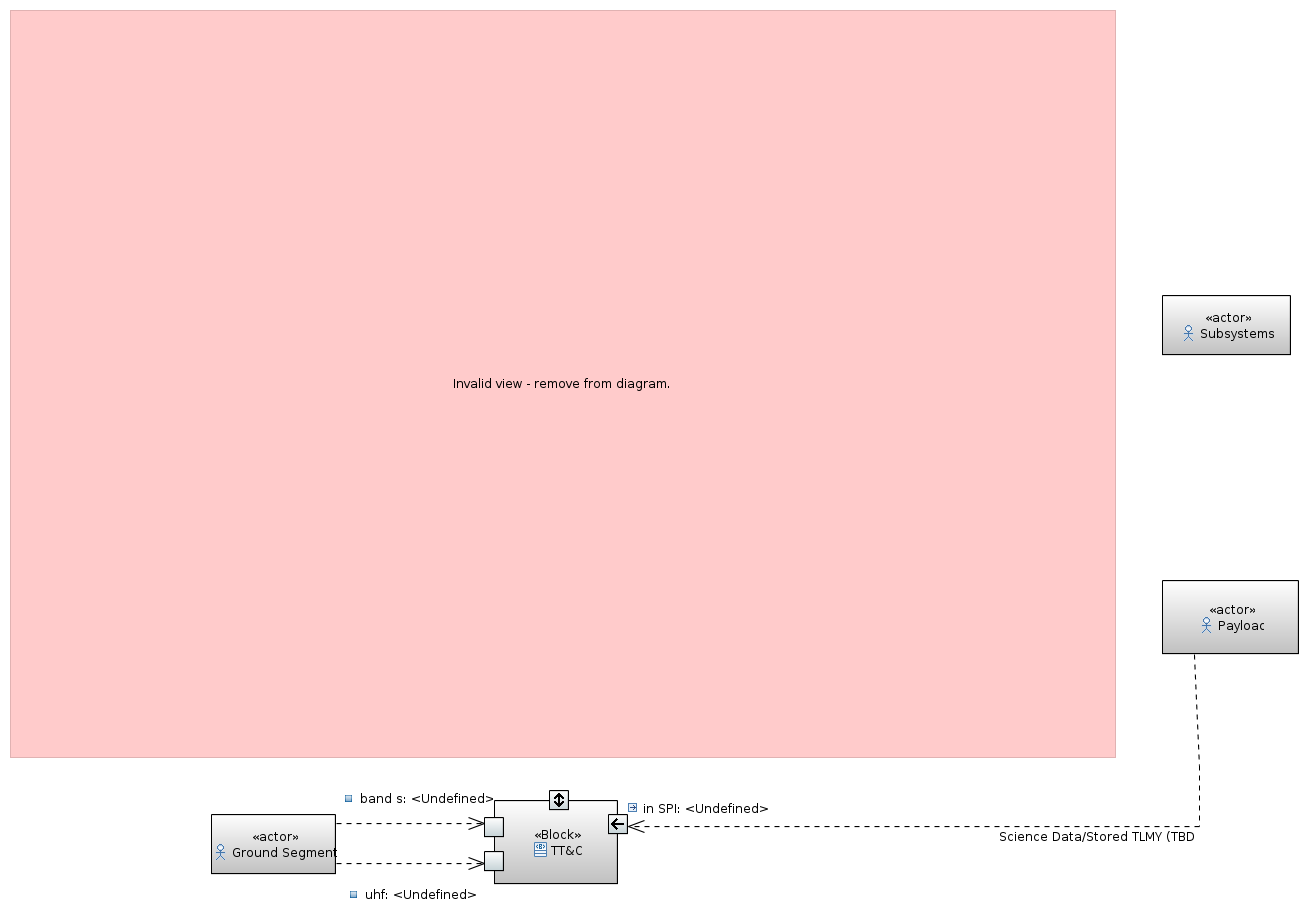 Invalid view - remove from diagram.
«actor»
Subsystems
«actor»
Payloac
band s: <Undefined>
in SPI: <Undefined>
«actor»
Ground Segment
«Block»
TT&C
Science Data/Stored TLMY (TBD
uhf: <Undefined>